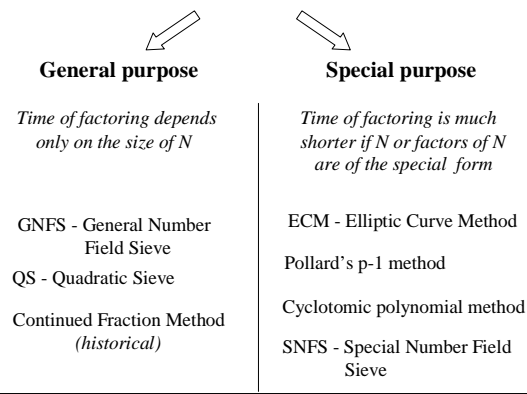 General purpose
Time of factoring depends
only on the size of N
GNFS - General Number
Field Sieve
QS - Quadratic Sieve
Continued Fraction Method
(historical)
Special purpose
Time of factoring is much
shorter if N or factors of N
are of the special form
ECM - Elliptic Curve Method
Pollard's p-1 method
Cyclotomic polynomial method
SNFS - Special Number Field
Sieve